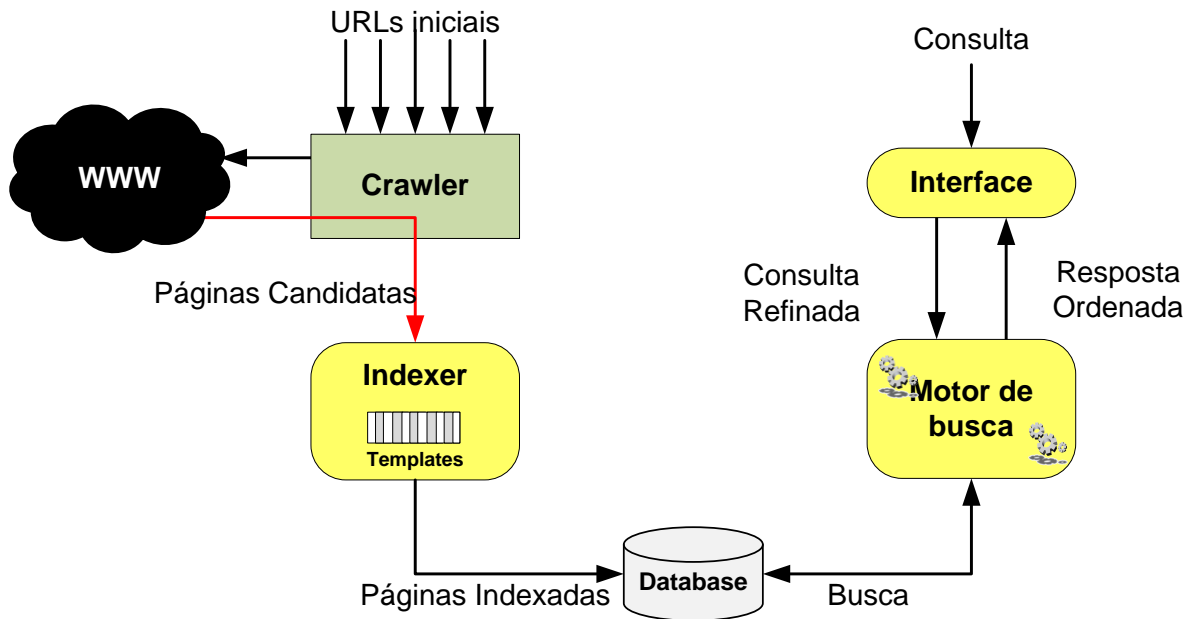 URLs iniciais
Consulta
WWW
Crawler
Interface
Páginas Candidatas
Consulta
Refinada
Resposta
Ordenada
Indexer
Templates
Motor de
busca
Database
Páginas Indexadas
Busca